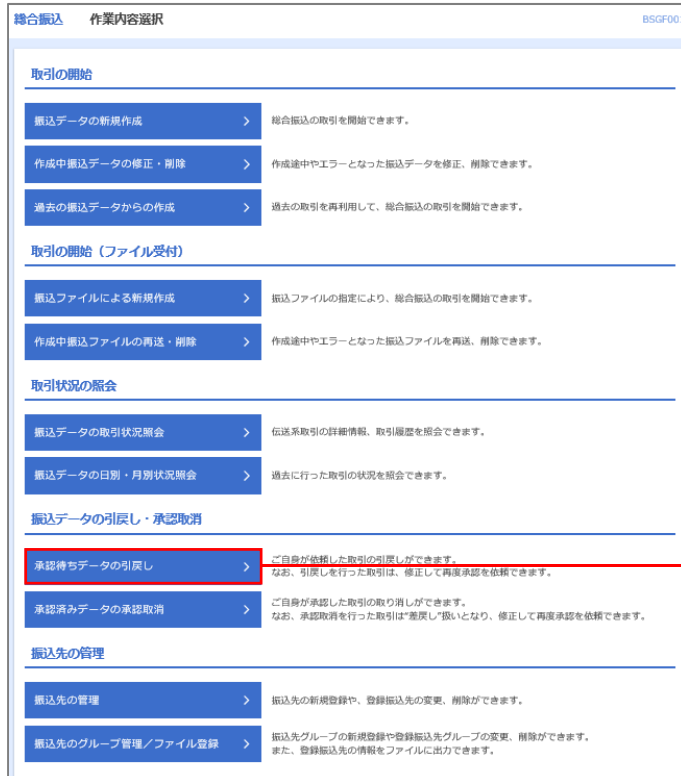 総合振込 作業内容選択 BSGF001
取引の開始
振込データの新規作成 総合振込の取引を開始できます。
作成中振込データの修正・削除 作成途中やエラーとなった振込データを修正、削除できます。
過去の振込データからの作成 過去の取引を再利用して、総合振込の取引を開始できます。
取引の開始（ファイル受付）
振込ファイルによる新規作成 振込ファイルの指定により、総合振込の取引を開始できます。
作成中振込ファイルの再送・削除 作成途中やエラーとなった振込ファイルを再送、削除できます。
取引状況の照会
振込データの取引状況照会 伝送系取引の詳細情報、取引履歴を照会できます。
振込データの日別・月別状況照会 過去に行った取引の状況を照会できます。
振込データの引戻し・承認取消
承認待ちデータの引戻し ご自身が依頼した取引の引戻しができます。
なお、引戻しを行った取引は、修正して再度承認を依頼できます。
承認済みデータの承認取消 ご自身が承認した取引の取り消しができます。
なお、承認取消を行った取引は“差戻し”扱いとなり、修正して再度承認を依頼できます。
振込先の管理
振込先の管理 振込先の新規登録や、登録振込先の変更、削除ができます。
振込先のグループ管理／ファイル登録 振込先グループの新規登録や登録振込先グループの変更、削除ができます。
また、登録振込先の情報をファイルに出力できます。